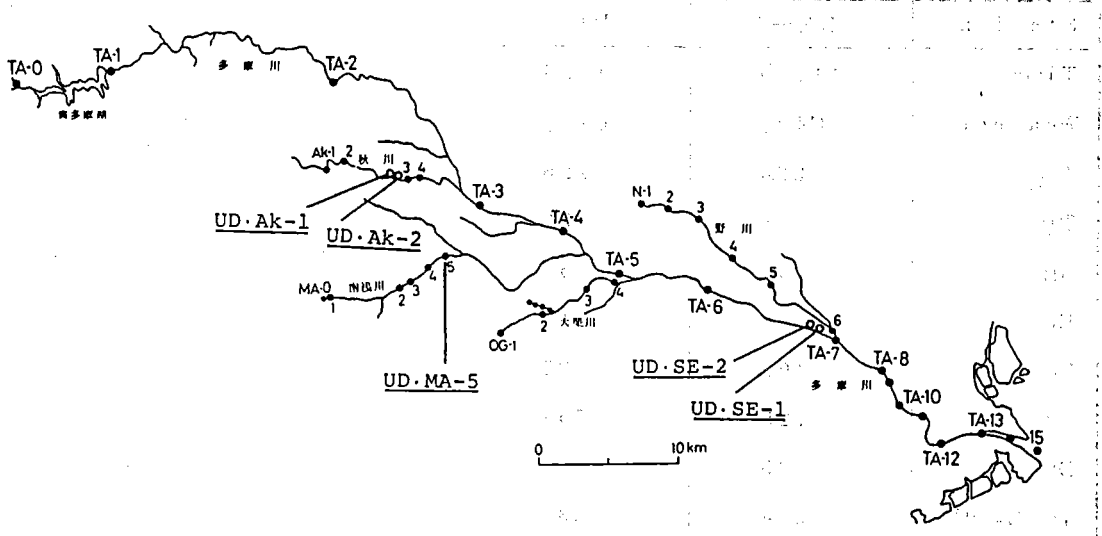 TA-0
TA-1
多摩川
TA-2
奥多摩湖
Ak-1
2
秋川
3
4
TA-3
UD・Ak-1
UD・Ak-2
TA-4
N-1
2
3
野川
4
5
6
MA-0
1
南浅川
2
3
4
5
UD・MA-5
TA-5
OG-1
2
3
4
大栗川
TA-6
UD・SE-2
UD・SE-1
TA-7
多摩川
TA-8
TA-10
TA-12
TA-13
15
0
10 km